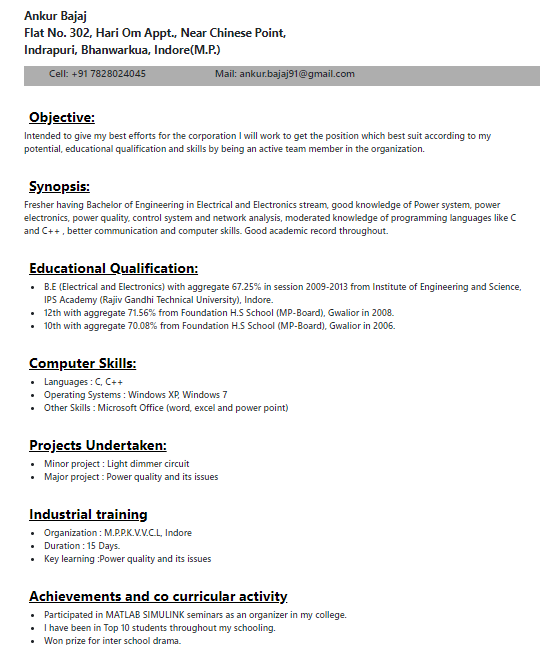 Ankur Bajaj
Flat No. 302, Hari Om Appt., Near Chinese Point,
Indrapuri, Bhanwarkua, Indore(M.P.)
Cell: +91 7828024045 Mail: ankur.bajaj91@gmail.com
Objective:
Intended to give my best efforts for the corporation I will work to get the position which best suit according to my
potential, educational qualification and skills by being an active team member in the organization.
Synopsis:
Fresher having Bachelor of Engineering in Electrical and Electronics stream, good knowledge of Power system, power
electronics, power quality, control system and network analysis, moderated knowledge of programming languages like C
and C++ , better communication and computer skills. Good academic record throughout.
Educational Qualification:
• B.E (Electrical and Electronics) with aggregate 67.25% in session 2009-2013 from Institute of Engineering and Science,
IPS Academy (Rajiv Gandhi Technical University), Indore.
• 12th with aggregate 71.56% from Foundation H.S School (MP-Board), Gwalior in 2008.
• 10th with aggregate 70.08% from Foundation H.S School (MP-Board), Gwalior in 2006.
Computer Skills:
• Languages : C, C++
• Operating Systems : Windows XP, Windows 7
• Other Skills : Microsoft Office (word, excel and power point)
Projects Undertaken:
• Minor project : Light dimmer circuit
• Major project : Power quality and its issues
Industrial training
• Organization : M.P.P.K.V.V.C.L, Indore
• Duration : 15 Days.
• Key learning :Power quality and its issues
Achievements and co curricular activity
• Participated in MATLAB SIMULINK seminars as an organizer in my college.
• I have been in Top 10 students throughout my schooling.
• Won prize for inter school drama.